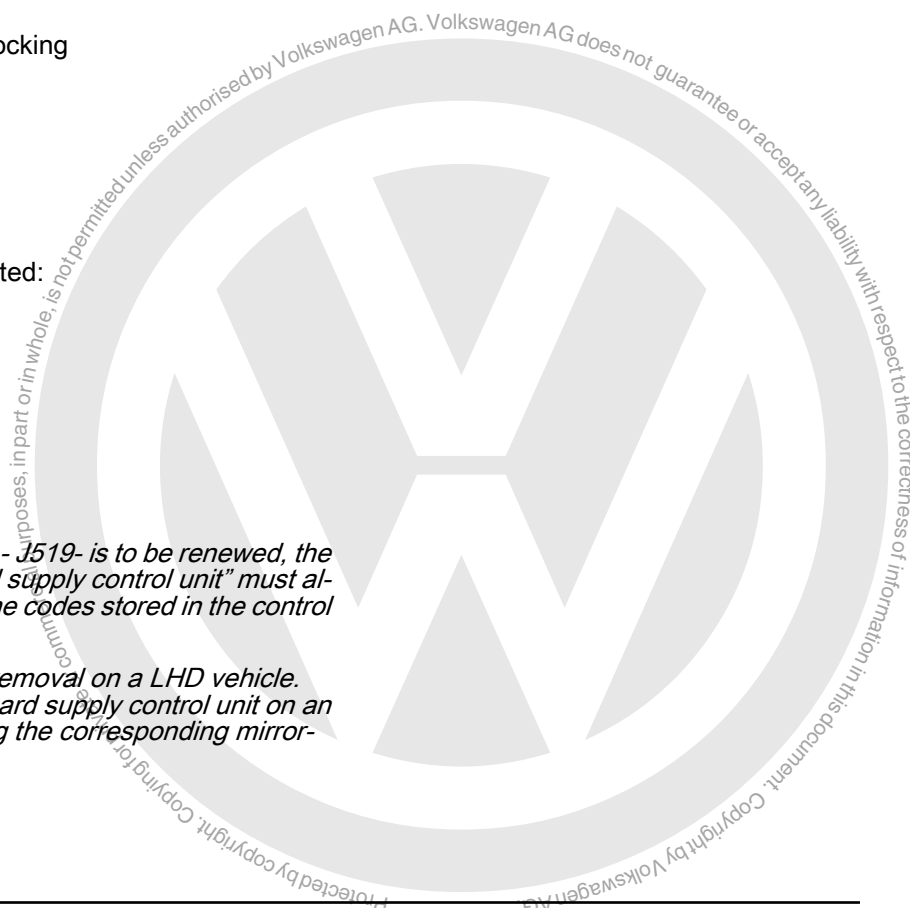 ocking
ted:
- J519- is to be renewed, the
supply control unit” must al-
e codes stored in the control
emoval on a LHD vehicle.
ard supply control unit on an
g the corresponding mirror-
Protected by copyright. Copying for private or commercial purposes, in part or in whole, is not permitted unless authorised by Volkswagen AG. Volkswagen AG does not guarantee or accept any liability with respect to the correctness of information in this document. Copyright by Volkswagen AG.